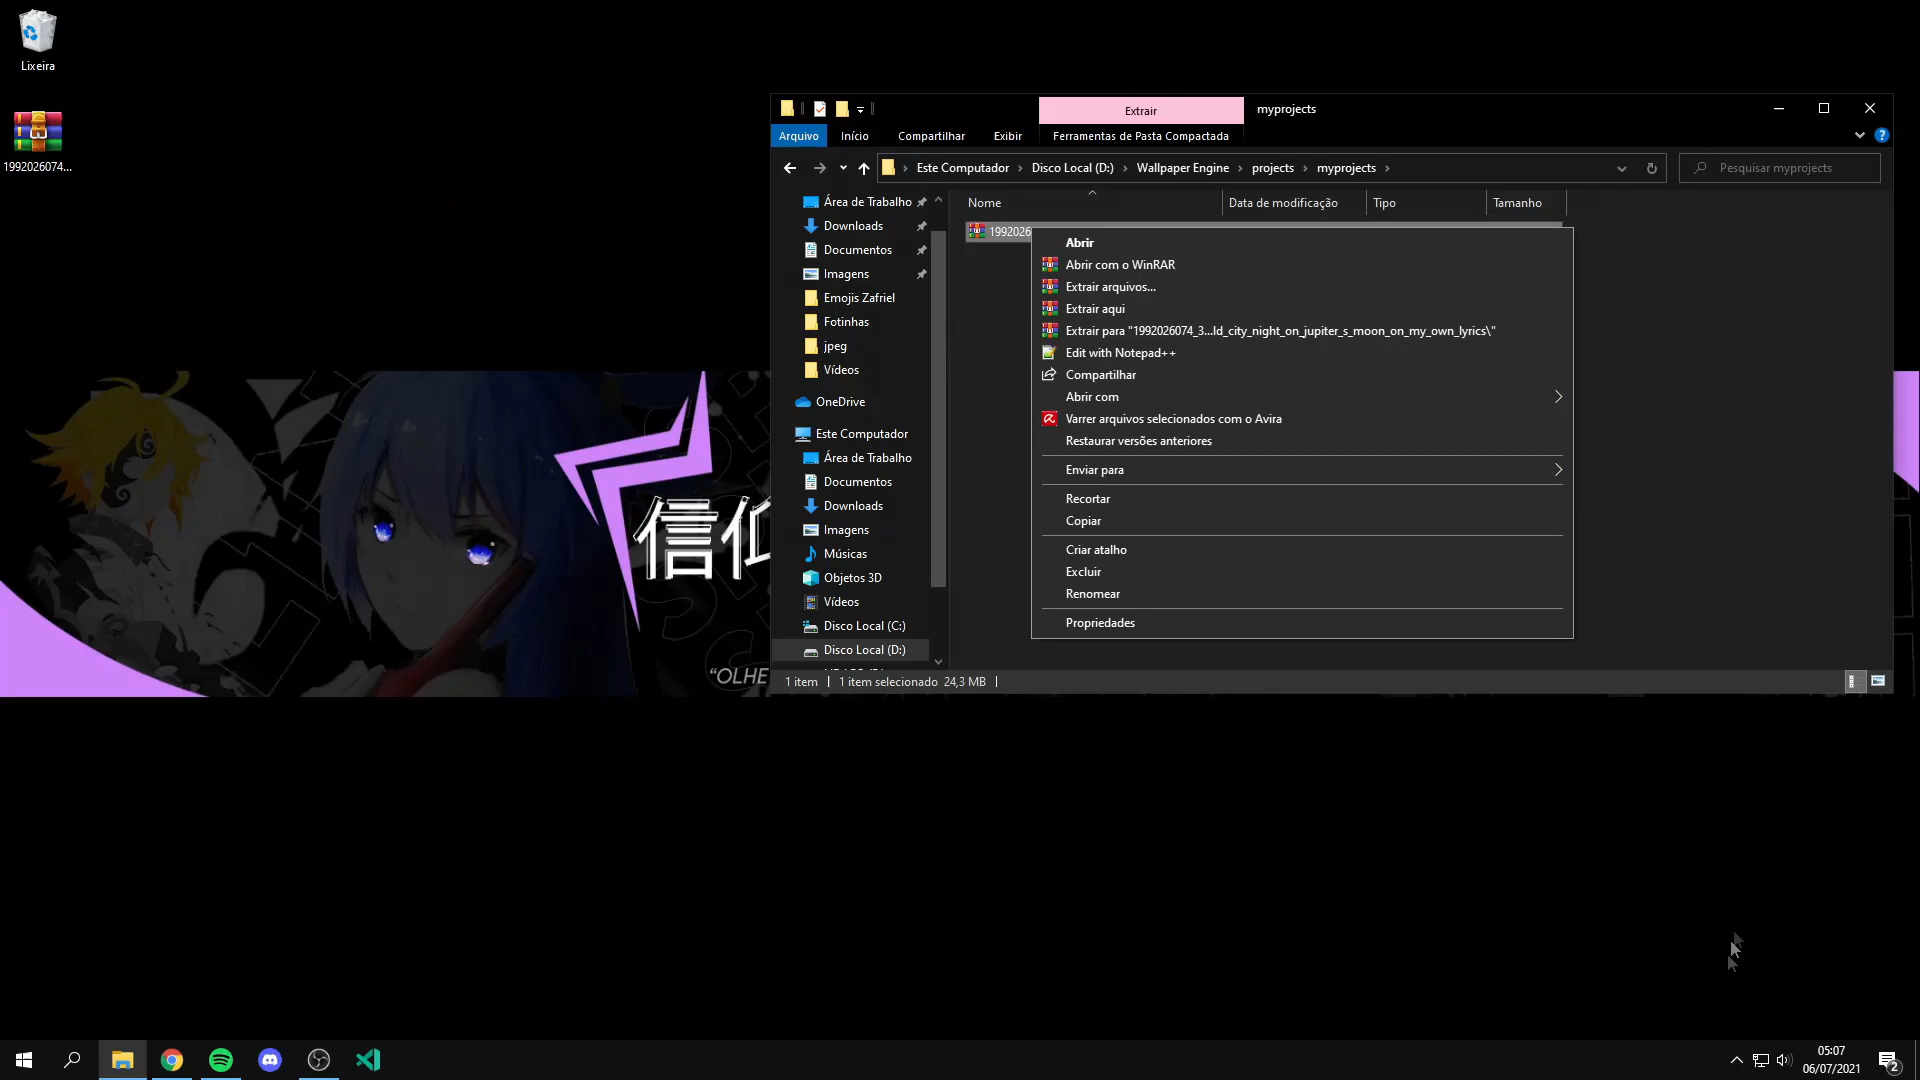 Lixeira
1992026074...
信
"OLHE
Extrair
myprojects
Arquivo
Início
Compartilhar
Exibir
Ferramentas de Pasta Compactada
Este Computador
Disco Local (D:)
Wallpaper Engine
projects
myprojects
Pesquisar myprojects
Área de Trabalho
Downloads
Documentos
Imagens
Emojis Zafriel
Fotinhas
jpeg
Vídeos
OneDrive
Este Computador
Área de Trabalho
Documentos
Downloads
Imagens
Músicas
Objetos 3D
Vídeos
Disco Local (C:)
Disco Local (D:)
Nome
Data de modificação
Tipo
Tamanho
1992026
Abrir
Abrir com o WinRAR
Extrair arquivos...
Extrair aqui
Extrair para "1992026074_3...ld_city_night_on_jupiter_s_moon_on_my_own_lyrics\"
Edit with Notepad++
Compartilhar
Abrir com
Varrer arquivos selecionados com o Avira
Restaurar versões anteriores
Enviar para
Recortar
Copiar
Criar atalho
Excluir
Renomear
Propriedades
1 item
1 item selecionado 24,3 MB
05:07
06/07/2021
2